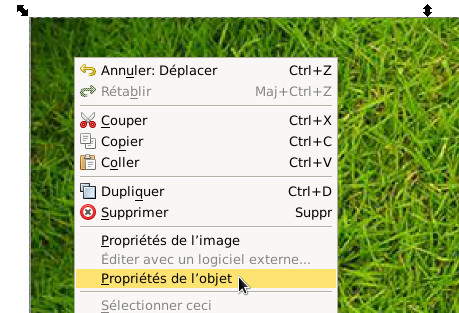 Annuler: Déplacer Ctrl+Z
Rétablir Maj+Ctrl+Z
Couper Ctrl+X
Copier Ctrl+C
Coller Ctrl+V
Dupliquer Ctrl+D
Supprimer Suppr
Propriétés de l’image
Éditer avec un logiciel externe...
Propriétés de l’objet
Sélectionner ceci